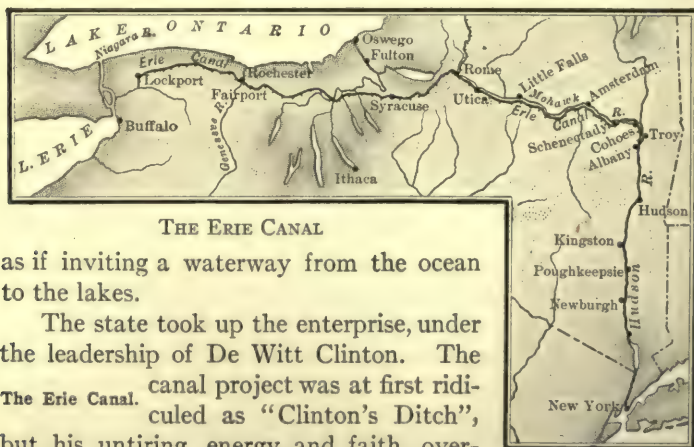 LAKE ONTARIO
Niagara R.
Erie Canal
Lockport
Rochester
Fairport
Genesee R.
Oswego
Fulton
Rome
Syracuse
Utica
Little Falls
Mohawk R.
Erie Canal
Amsterdam
Schenectady
Cohoes
Troy
Albany
L. ERIE
Buffalo
Ithaca
Hudson
Kingston
Poughkeepsie
Newburgh
Hudson R.
New York
THE ERIE CANAL
as if inviting a waterway from the ocean
to the lakes.
The state took up the enterprise, under
the leadership of De Witt Clinton. The
The Erie Canal.
canal project was at first ridi-
culed as "Clinton's Ditch",
but his untiring energy and faith over-